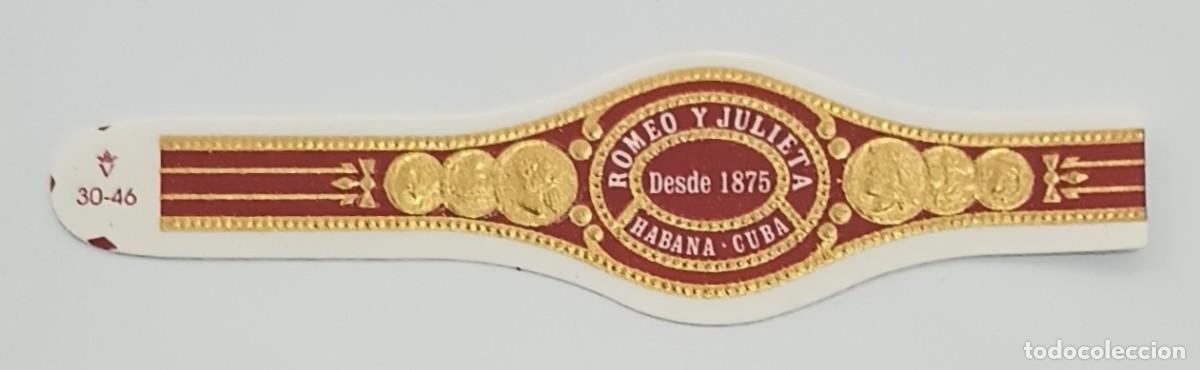 30-46
ROMEO Y JULIETA
Desde 1875
HABANA · CUBA
todocoleccion